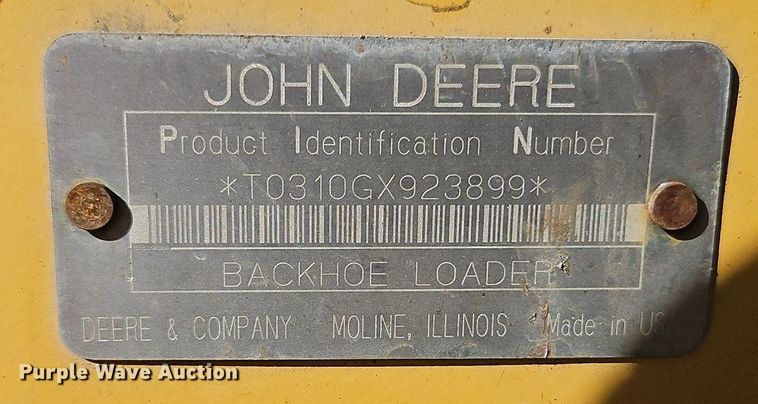 JOHN DEERE
Product Identification Number
*T0310GX923899*
BACKHOE LOADER
DEERE & COMPANY MOLINE, ILLINOIS Made in USA
Purple Wave Auction